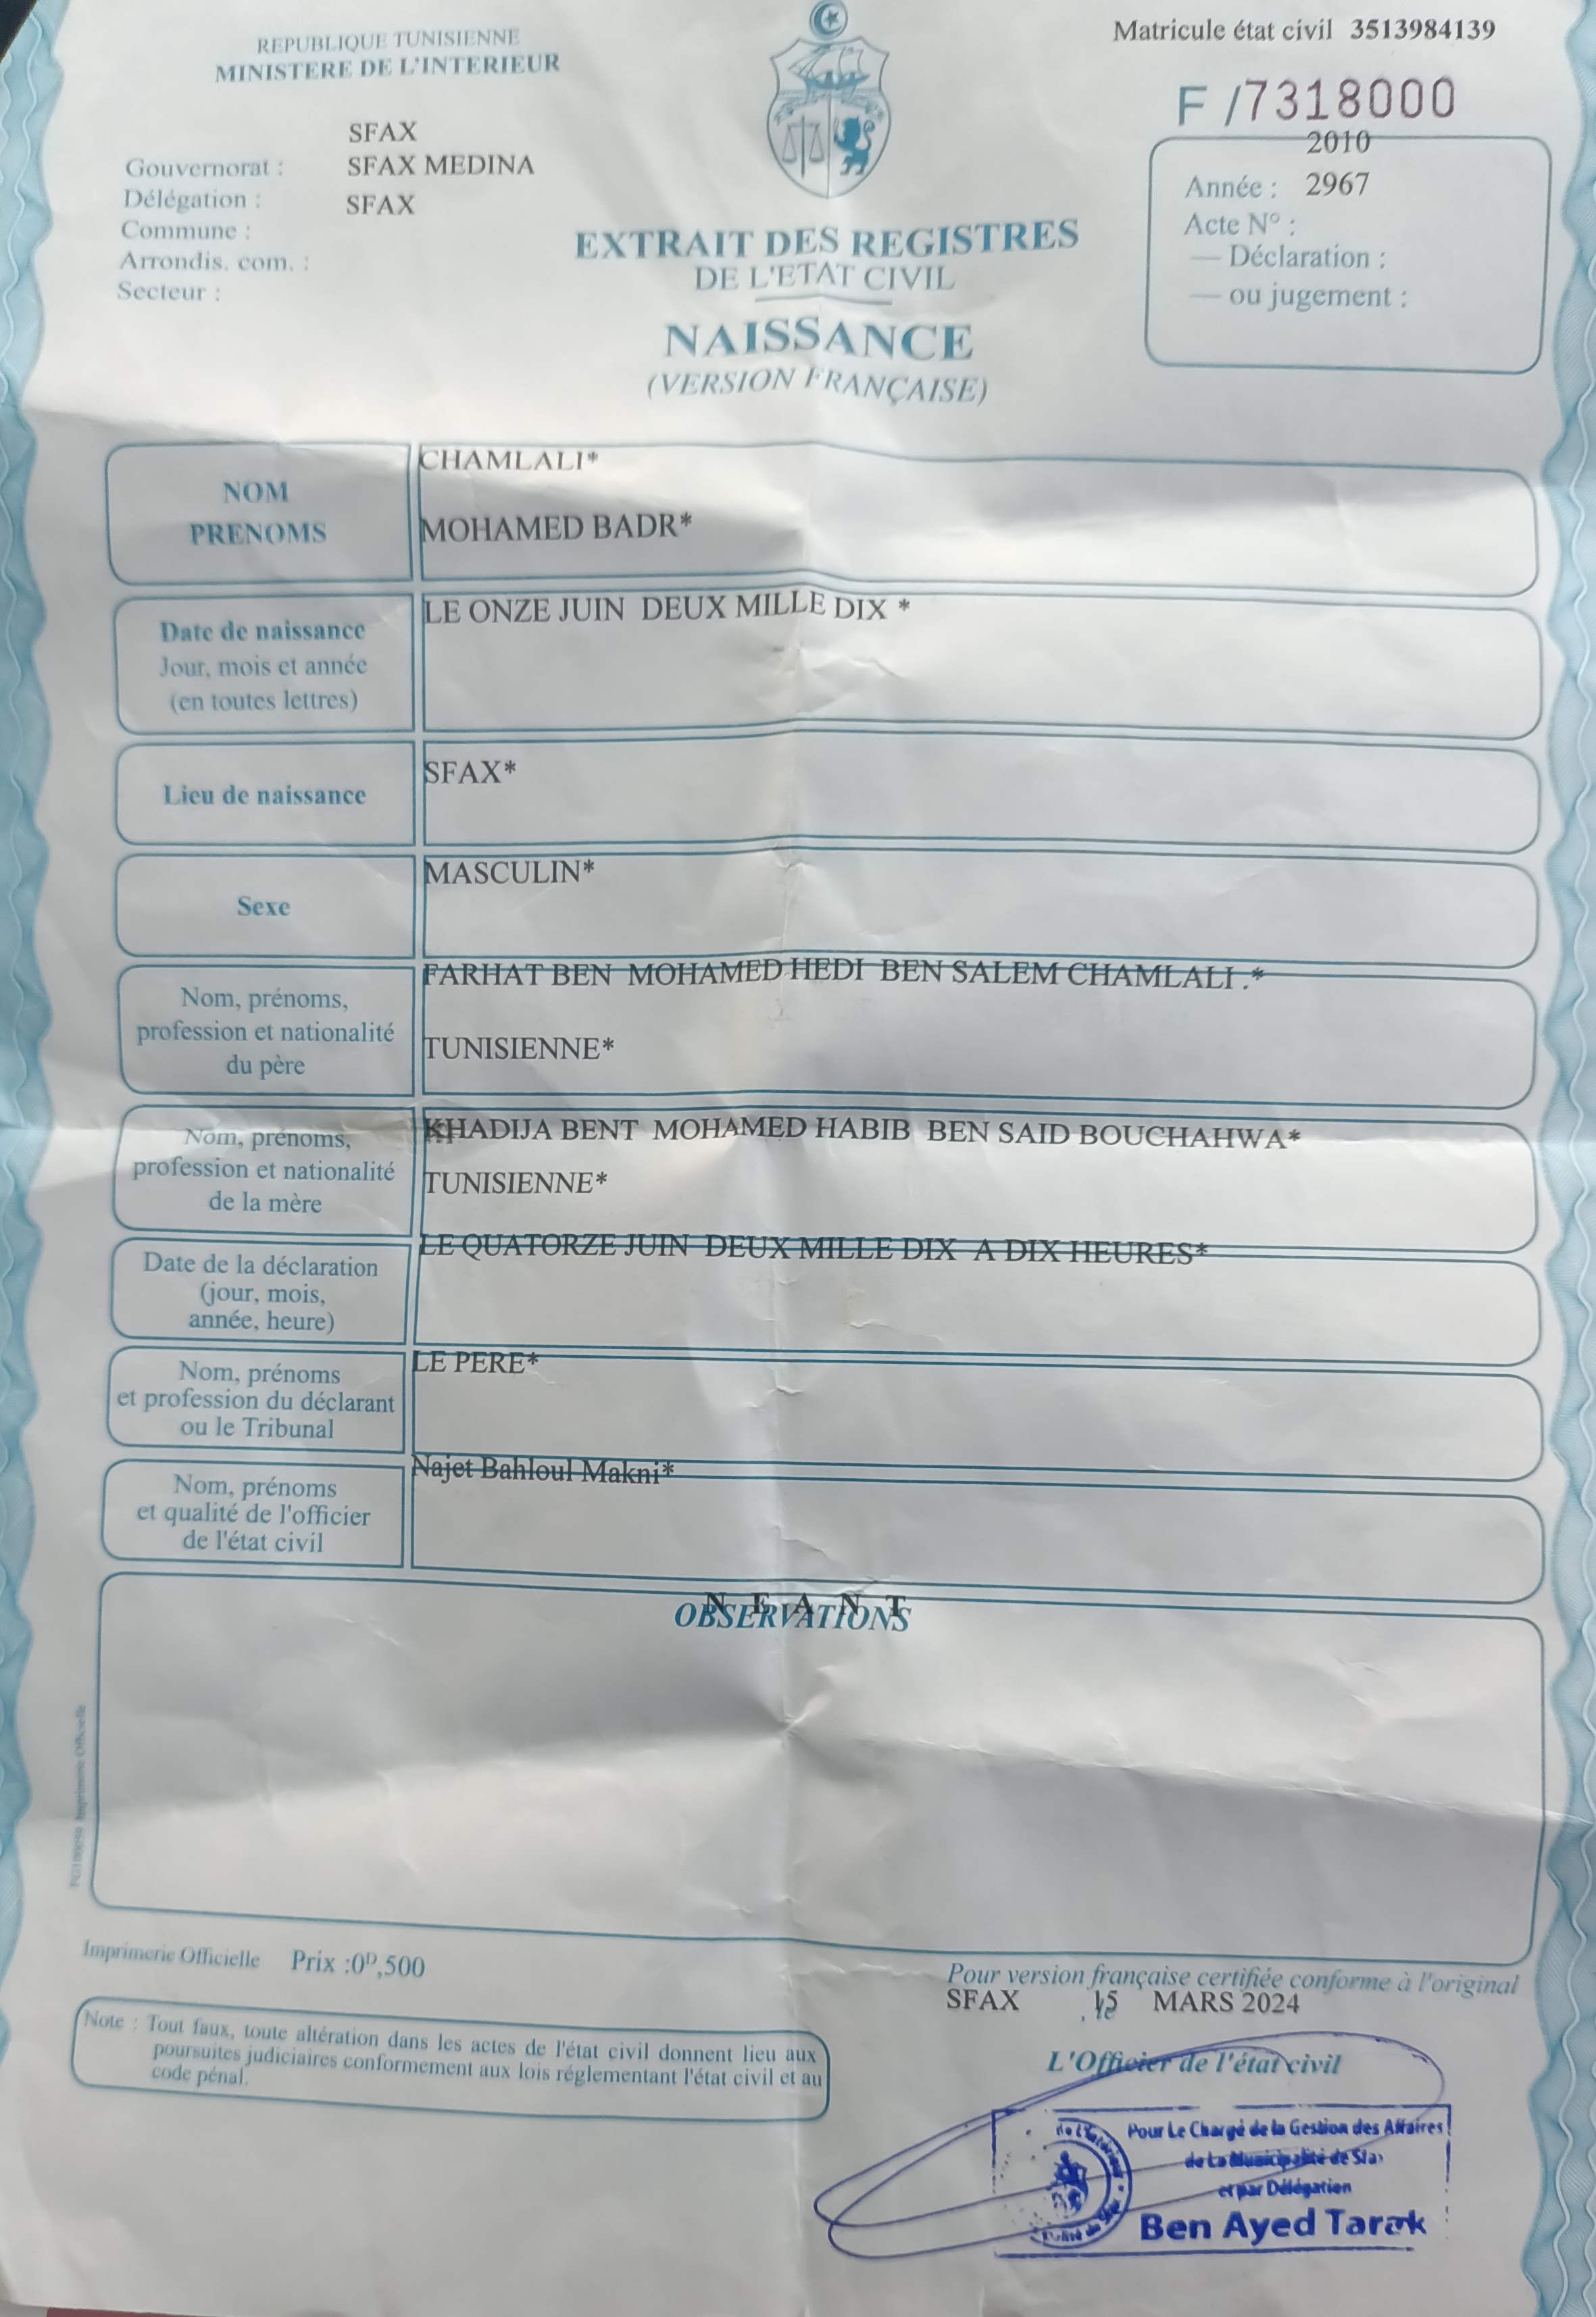 REPUBLIQUE TUNISIENNE
MINISTERE DE L'INTERIEUR
Matricule état civil 3513984139
F /7318000
SFAX
Gouvernorat : SFAX MEDINA
Délégation : SFAX
Commune :
Arrondis. com. :
Secteur :
2010
Année : 2967
Acte N° :
— Déclaration :
— ou jugement :
EXTRAIT DES REGISTRES
DE L'ETAT CIVIL
NAISSANCE
(VERSION FRANÇAISE)
NOM
PRENOMS
CHAMLALI*
MOHAMED BADR*
Date de naissance
Jour, mois et année
(en toutes lettres)
LE ONZE JUIN DEUX MILLE DIX *
Lieu de naissance
SFAX*
Sexe
MASCULIN*
Nom, prénoms,
profession et nationalité
du père
FARHAT BEN MOHAMED HEDI BEN SALEM CHAMLALI .*
TUNISIENNE*
Nom, prénoms,
profession et nationalité
de la mère
KHADIJA BENT MOHAMED HABIB BEN SAID BOUCHAHWA*
TUNISIENNE*
Date de la déclaration
(jour, mois,
année, heure)
LE QUATORZE JUIN DEUX MILLE DIX A DIX HEURES*
Nom, prénoms
et profession du déclarant
ou le Tribunal
LE PERE*
Nom, prénoms
et qualité de l'officier
de l'état civil
Najet Bahloul Makni*
N E A N T
OBSERVATIONS
Imprimerie Officielle
Imprimerie Officielle Prix :0ᴰ,500
Note : Tout faux, toute altération dans les actes de l'état civil donnent lieu aux
poursuites judiciaires conformement aux lois réglementant l'état civil et au
code pénal.
Pour version française certifiée conforme à l'original
SFAX 15 MARS 2024
L'Officier de l'état civil
Pour Le Chargé de la Gestion des Affaires
de La Municipalité de Sfax
et par Délégation
Ben Ayed Tarak